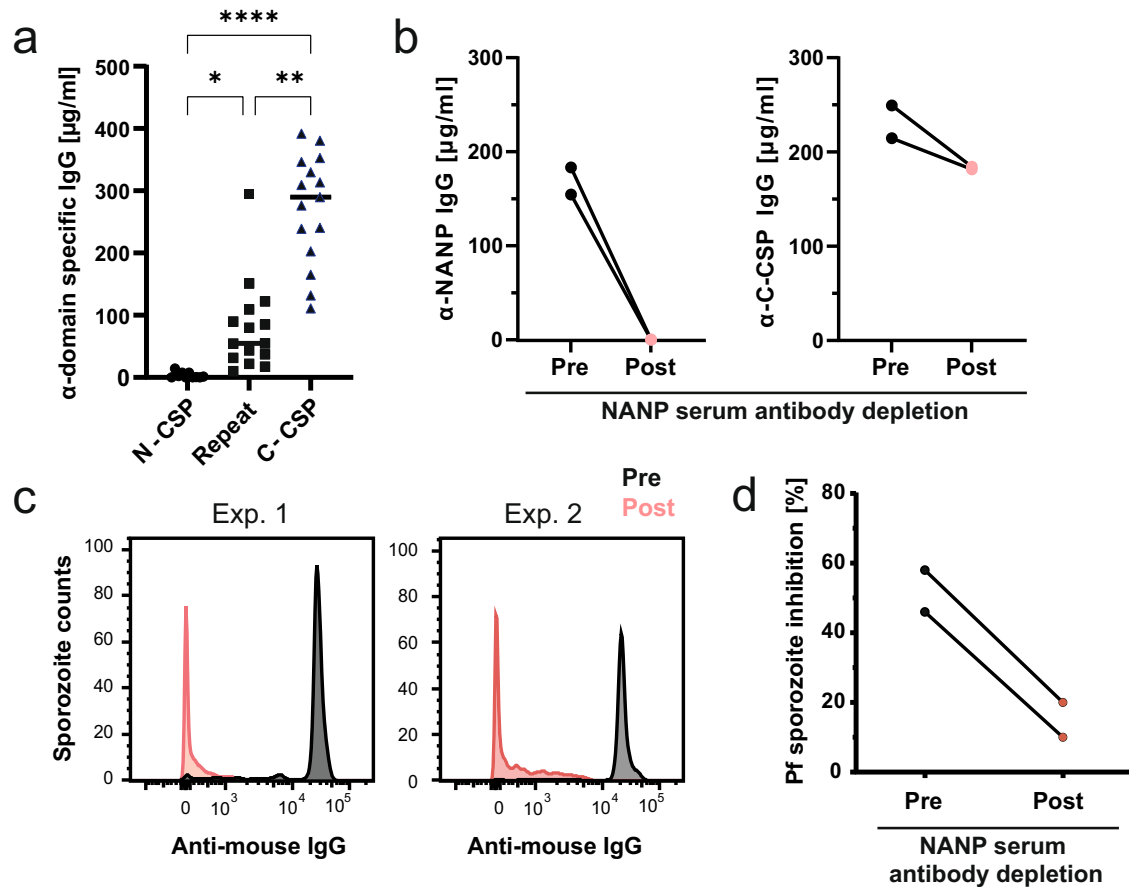 a
****
*
**
α-domain specific IgG [µg/ml]
500
400
300
200
100
0
N-CSP
Repeat
C-CSP
b
α-NANP IgG [µg/ml]
300
200
100
0
Pre
Post
α-C-CSP IgG [µg/ml]
300
200
100
0
Pre
Post
NANP serum antibody depletion
c
Pre
Post
Exp. 1
Sporozoite counts
100
80
60
40
20
0
0 10³ 10⁴ 10⁵
Anti-mouse IgG
Exp. 2
100
80
60
40
20
0
0 10³ 10⁴ 10⁵
Anti-mouse IgG
d
Pf sporozoite inhibition [%]
80
60
40
20
0
Pre
Post
NANP serum
antibody depletion